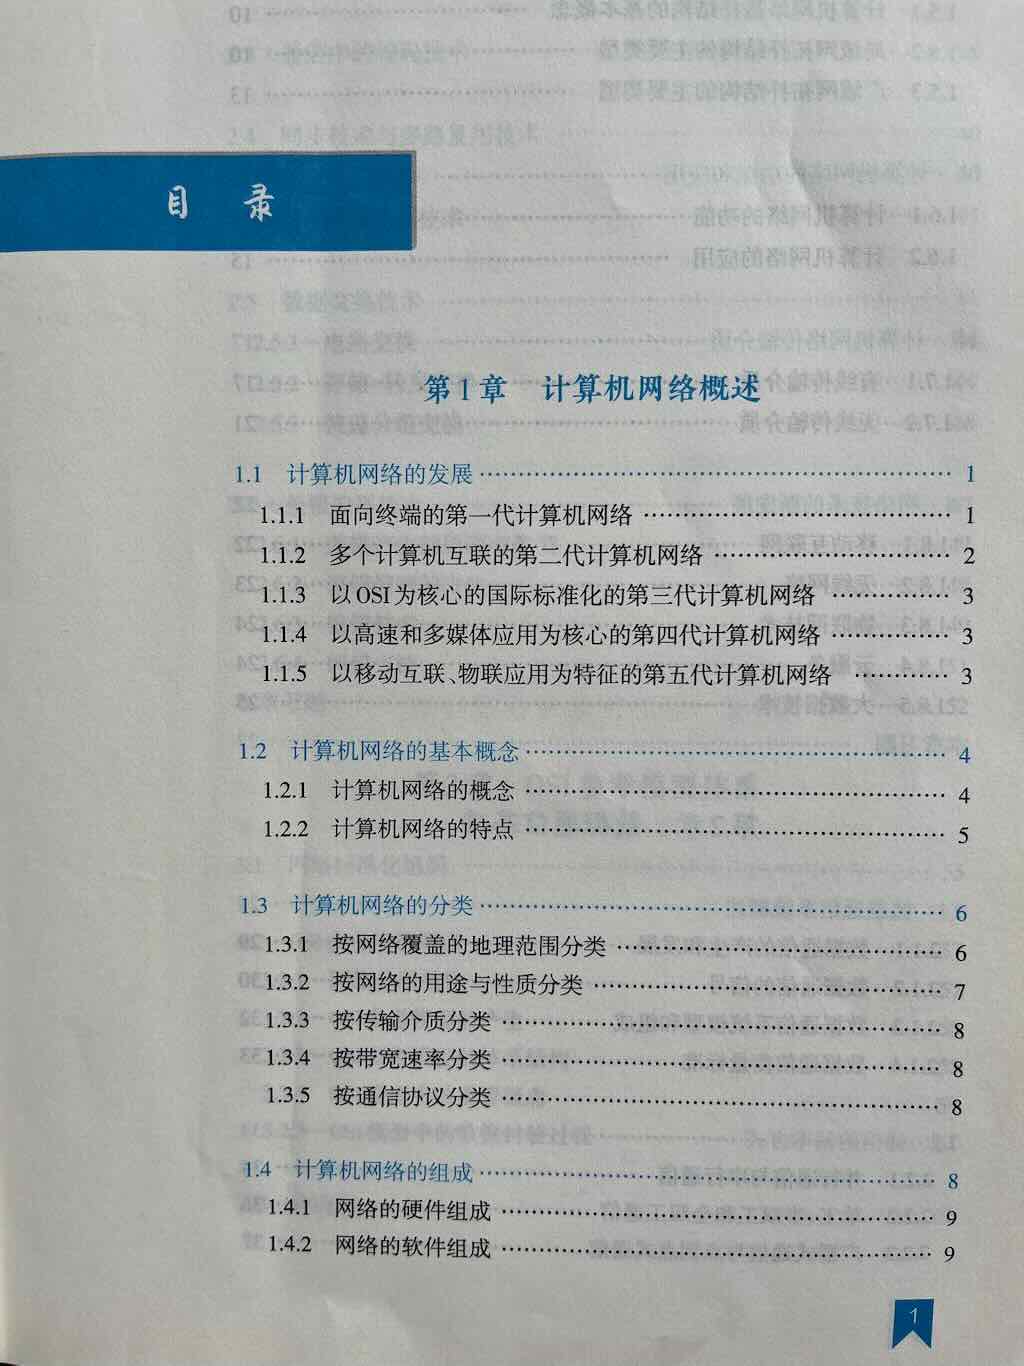 目 录
第1章 计算机网络概述
1.1 计算机网络的发展 …… 1
1.1.1 面向终端的第一代计算机网络 …… 1
1.1.2 多个计算机互联的第二代计算机网络 …… 2
1.1.3 以OSI为核心的国际标准化的第三代计算机网络 …… 3
1.1.4 以高速和多媒体应用为核心的第四代计算机网络 …… 3
1.1.5 以移动互联、物联应用为特征的第五代计算机网络 …… 3
1.2 计算机网络的基本概念 …… 4
1.2.1 计算机网络的概念 …… 4
1.2.2 计算机网络的特点 …… 5
1.3 计算机网络的分类 …… 6
1.3.1 按网络覆盖的地理范围分类 …… 6
1.3.2 按网络的用途与性质分类 …… 7
1.3.3 按传输介质分类 …… 8
1.3.4 按带宽速率分类 …… 8
1.3.5 按通信协议分类 …… 8
1.4 计算机网络的组成 …… 8
1.4.1 网络的硬件组成 …… 9
1.4.2 网络的软件组成 …… 9
1